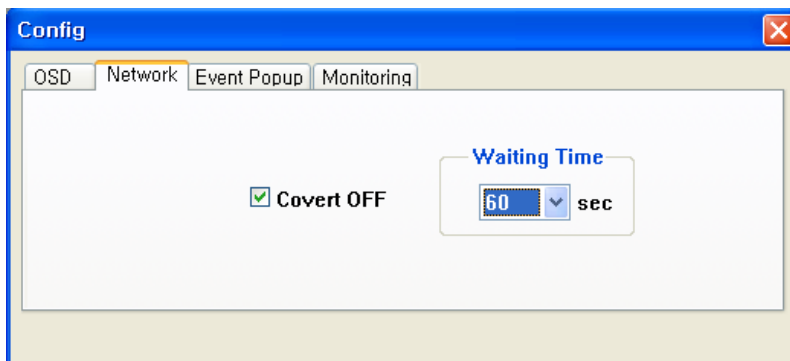 Config
OSD Network Event Popup Monitoring
Waiting Time
Covert OFF 60 sec